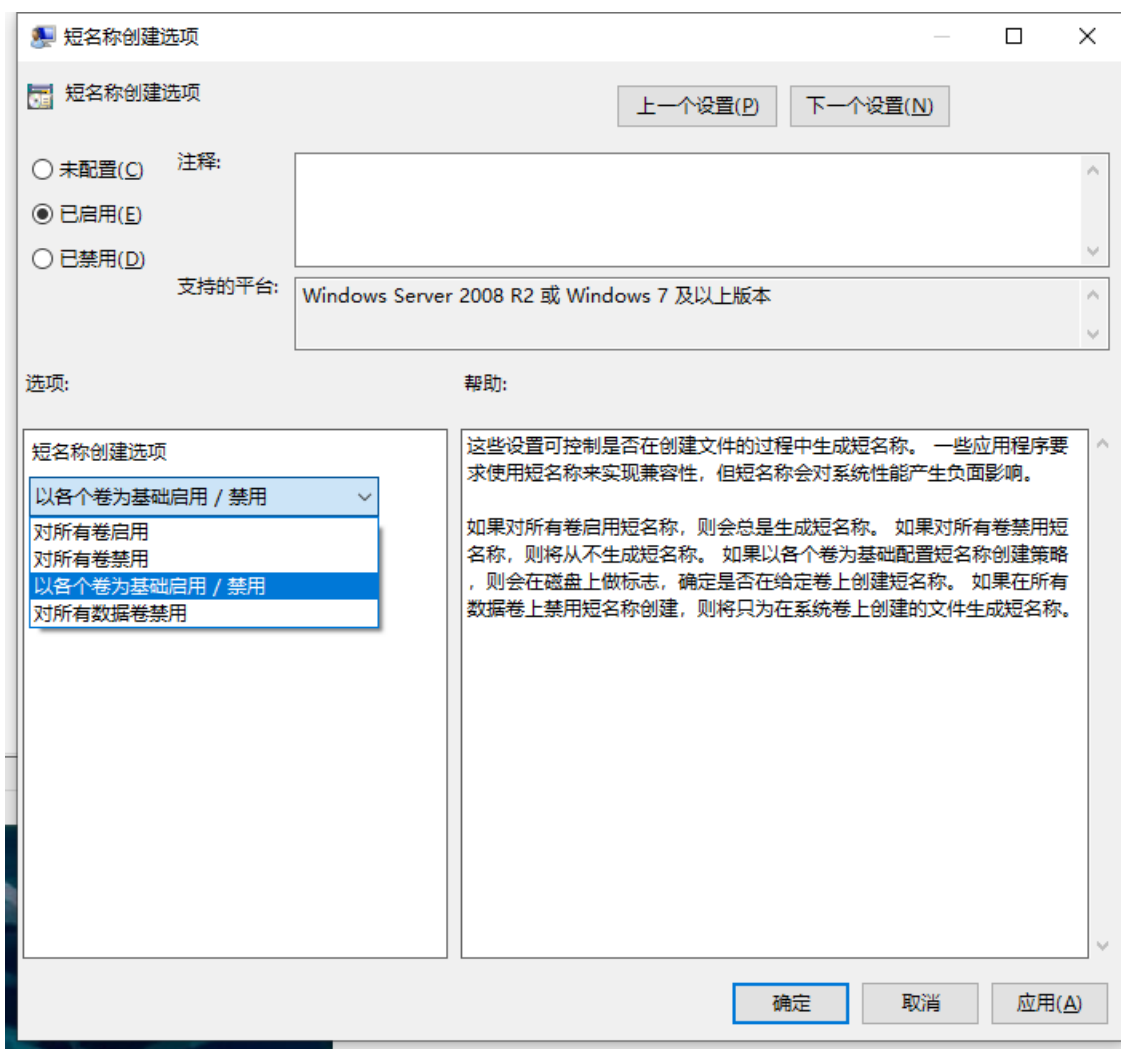 短名称创建选项
短名称创建选项
上一个设置(P)
下一个设置(N)
未配置(C)
注释:
已启用(E)
已禁用(D)
支持的平台:
Windows Server 2008 R2 或 Windows 7 及以上版本
选项:
帮助:
短名称创建选项
以各个卷为基础启用 / 禁用
对所有卷启用
对所有卷禁用
以各个卷为基础启用 / 禁用
对所有数据卷禁用
这些设置可控制是否在创建文件的过程中生成短名称。 一些应用程序要
求使用短名称来实现兼容性，但短名称会对系统性能产生负面影响。
如果对所有卷启用短名称，则会总是生成短名称。 如果对所有卷禁用短
名称，则将从不生成短名称。 如果以各个卷为基础配置短名称创建策略
，则会在磁盘上做标志，确定是否在给定卷上创建短名称。 如果在所有
数据卷上禁用短名称创建，则将只为在系统卷上创建的文件生成短名称。
确定
取消
应用(A)